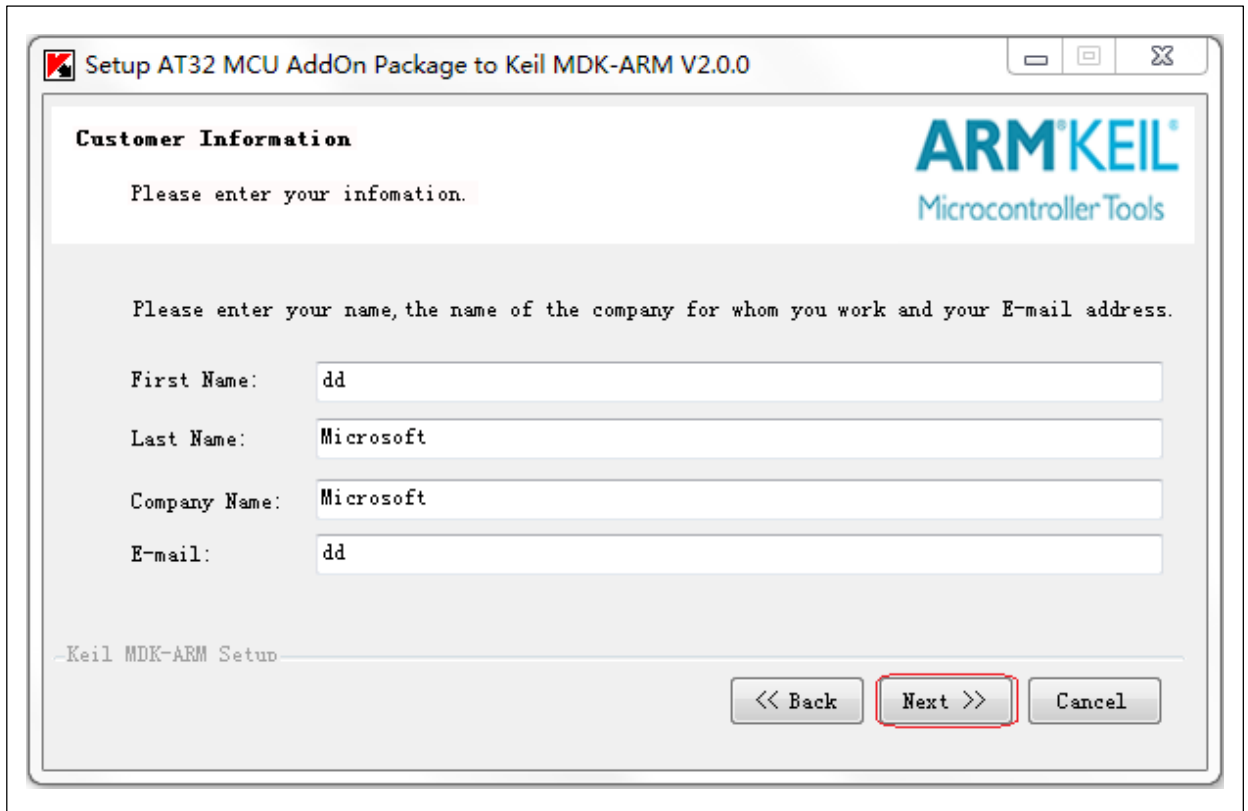 Setup AT32 MCU AddOn Package to Keil MDK-ARM V2.0.0
Customer Information
Please enter your infomation.
ARM®KEIL®
Microcontroller Tools
Please enter your name, the name of the company for whom you work and your E-mail address.
First Name: dd
Last Name: Microsoft
Company Name: Microsoft
E-mail: dd
Keil MDK-ARM Setup
<< Back Next >> Cancel